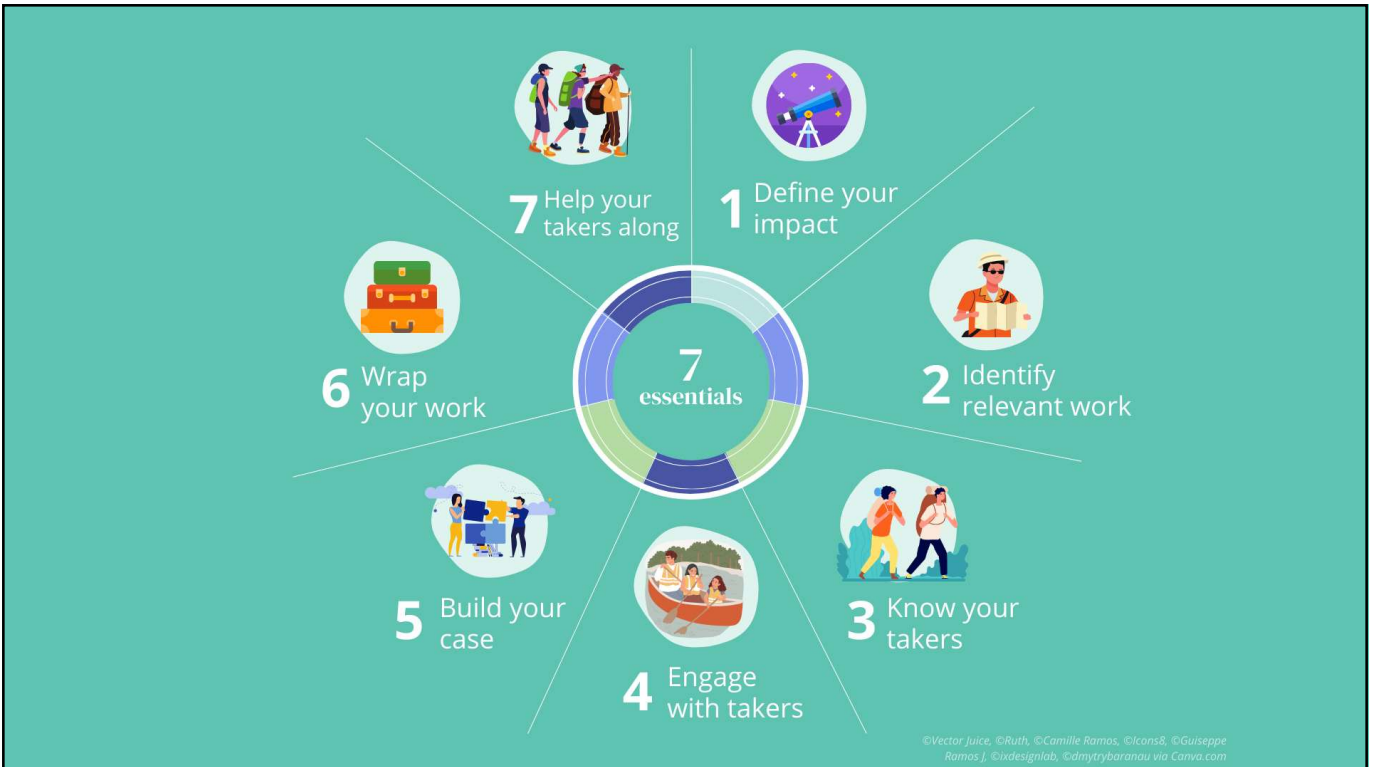 7
essentials
1 Define your
impact
2 Identify
relevant work
3 Know your
takers
4 Engage
with takers
5 Build your
case
6 Wrap
your work
7 Help your
takers along
©Vector Juice, ©Ruth, ©Camille Ramos, ©Icons8, ©Guiseppe
Ramos J, ©ixdesignlab, ©dmytrybaranau via Canva.com